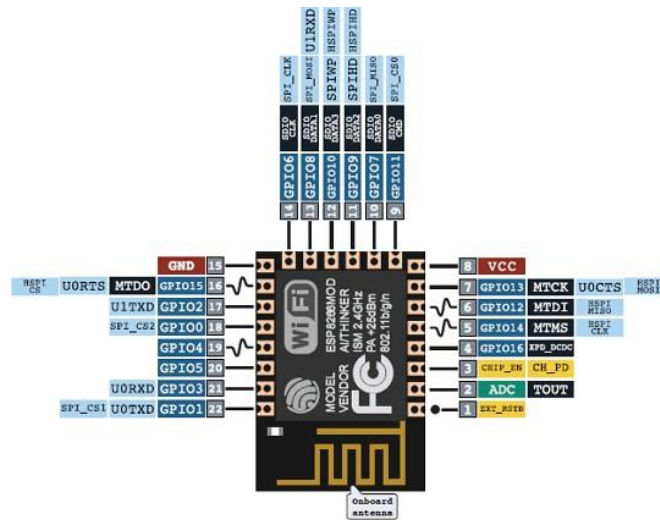 SPI_CLK
SPI_MOSI U1RXD
SPIWP HSPIWP
SPIHD HSPIHD
SPI_MISO
SPI_CS0
SDIO CLK
SDIO DATA1
SDIO DATA3
SDIO DATA2
SDIO DATA0
SDIO CMD
GPIO6 GPIO8 GPIO10 GPIO9 GPIO7 GPIO11
14 13 12 11 10 9
GND 15
HSPI CS U0RTS MTDO GPIO15 16
U1TXD GPIO2 17
SPI_CS2 GPIO0 18
GPIO4 19
GPIO5 20
U0RXD GPIO3 21
SPI_CS1 U0TXD GPIO1 22
WiFi
ESP8266MOD
AI/THINKER
ISM 2.4GHz
PA +25dBm
802.11b/g/n
MODEL
VENDOR
FC
8 VCC
7 GPIO13 MTCK U0CTS HSPI MOSI
6 GPIO12 MTDI HSPI MISO
5 GPIO14 MTMS HSPI CLK
4 GPIO16 XPD_DCDC
3 CHIP_EN CH_PD
2 ADC TOUT
1 EXT_RSTB
Onboard
antenna